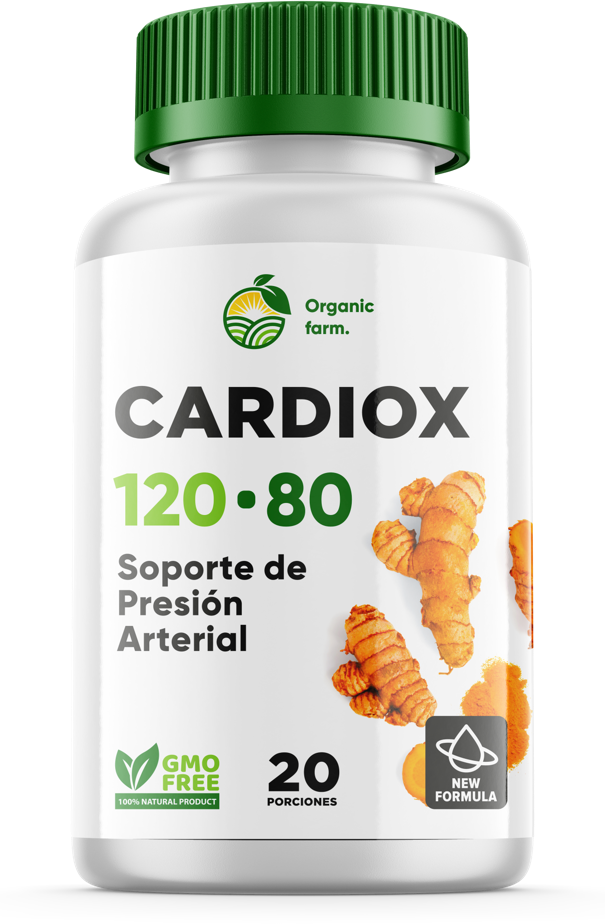 Organic
farm.
CARDIOX
120•80
Soporte de
Presión
Arterial
GMO
FREE
100% NATURAL PRODUCT
20
PORCIONES
NEW
FORMULA